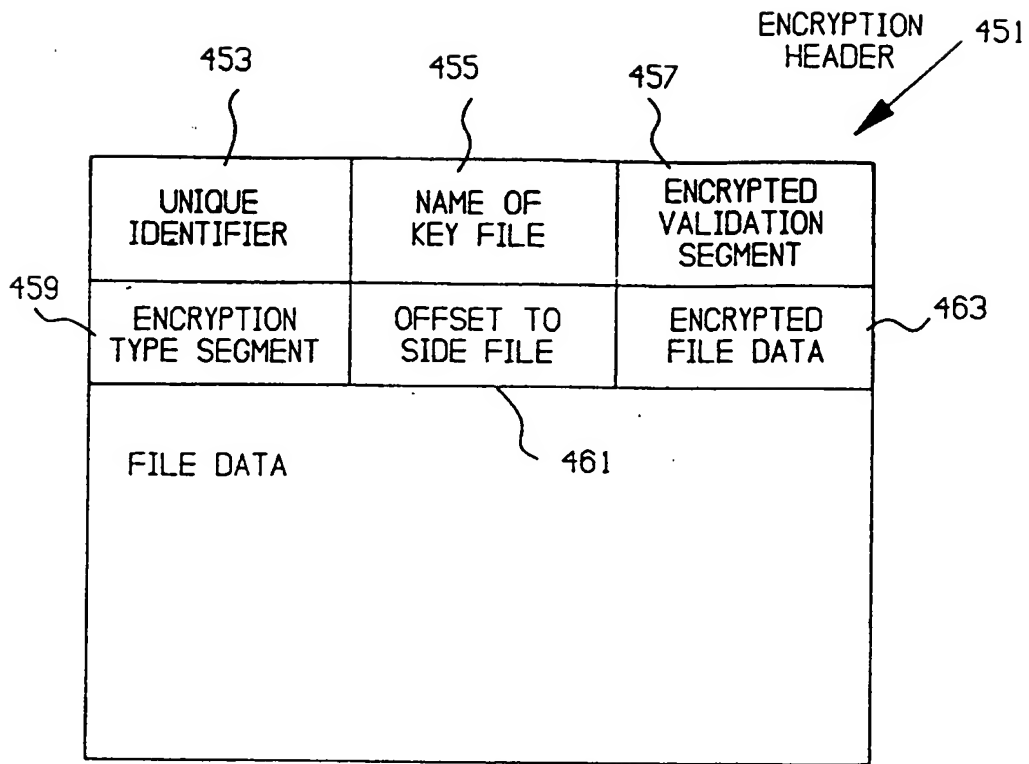 ENCRYPTION
HEADER
451
453
455
457
UNIQUE
IDENTIFIER
NAME OF
KEY FILE
ENCRYPTED
VALIDATION
SEGMENT
459
ENCRYPTION
TYPE SEGMENT
OFFSET TO
SIDE FILE
ENCRYPTED
FILE DATA
463
461
FILE DATA